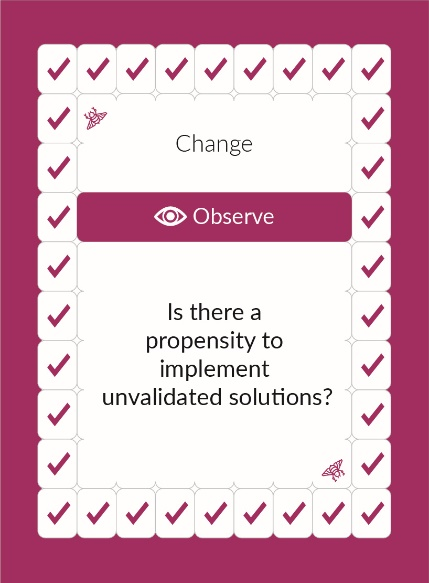 Change
Observe
Is there a
propensity to
implement
unvalidated solutions?